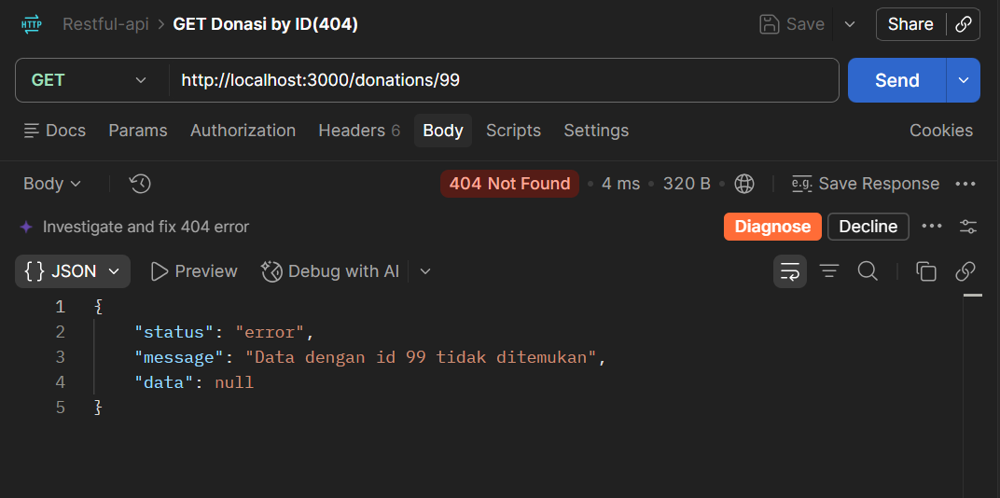 HTTP Restful-api > GET Donasi by ID(404) Save Share
GET http://localhost:3000/donations/99 Send
Docs Params Authorization Headers 6 Body Scripts Settings Cookies
Body 404 Not Found • 4 ms • 320 B • e.g. Save Response
Investigate and fix 404 error Diagnose Decline
{} JSON Preview Debug with AI
1 {
2 "status": "error",
3 "message": "Data dengan id 99 tidak ditemukan",
4 "data": null
5 }